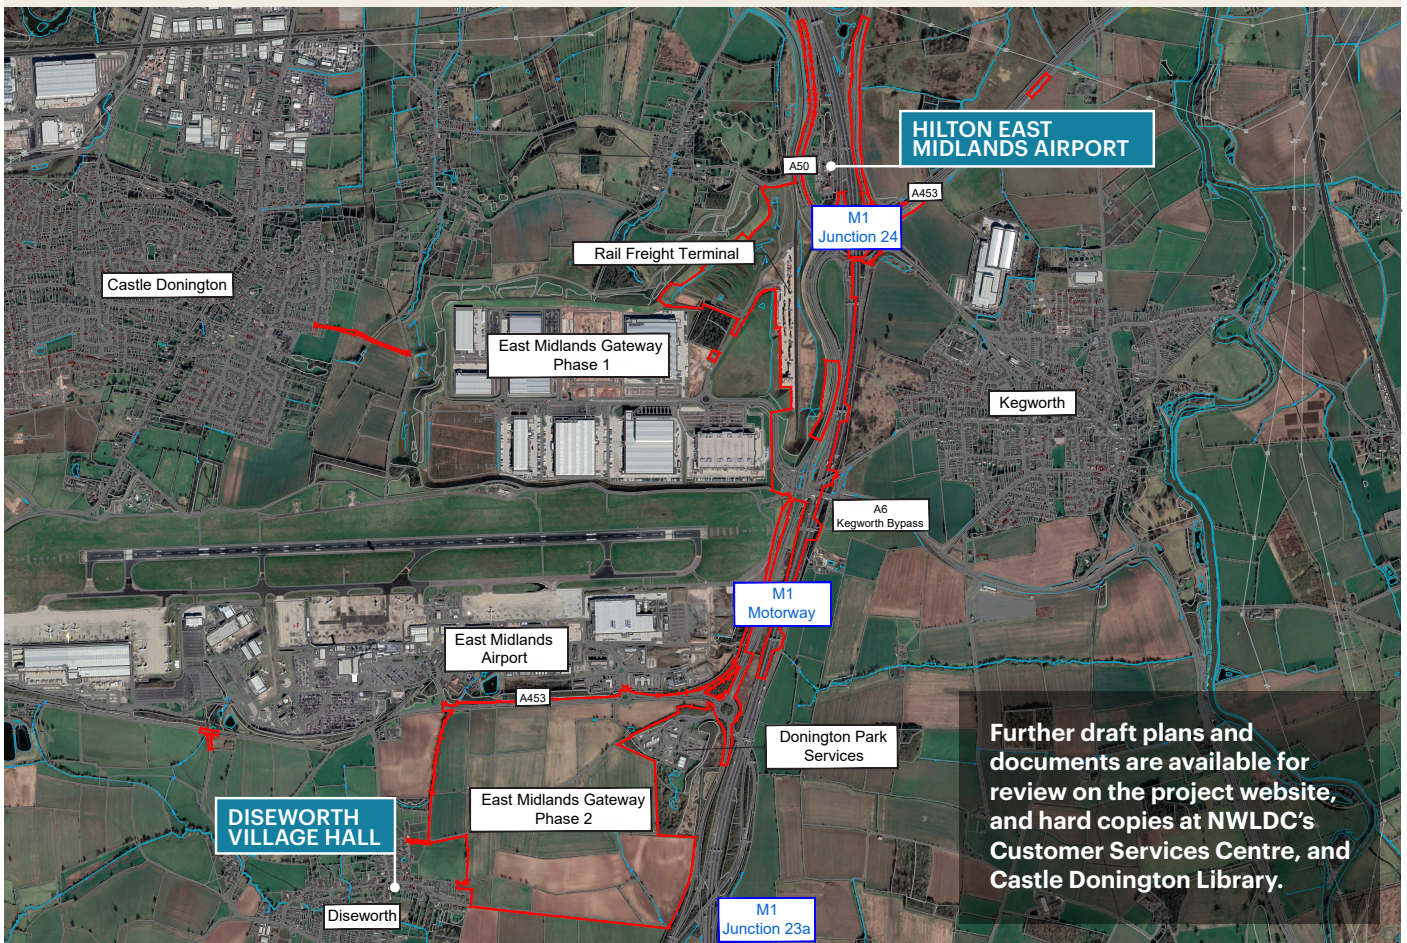 HILTON EAST
MIDLANDS AIRPORT
A50
A453
M1
Junction 24
Rail Freight Terminal
Castle Donington
East Midlands Gateway
Phase 1
Kegworth
A6
Kegworth Bypass
M1
Motorway
East Midlands
Airport
A453
Donington Park
Services
East Midlands Gateway
Phase 2
DISEWORTH
VILLAGE HALL
Diseworth
M1
Junction 23a
Further draft plans and
documents are available for
review on the project website,
and hard copies at NWLDC’s
Customer Services Centre, and
Castle Donington Library.